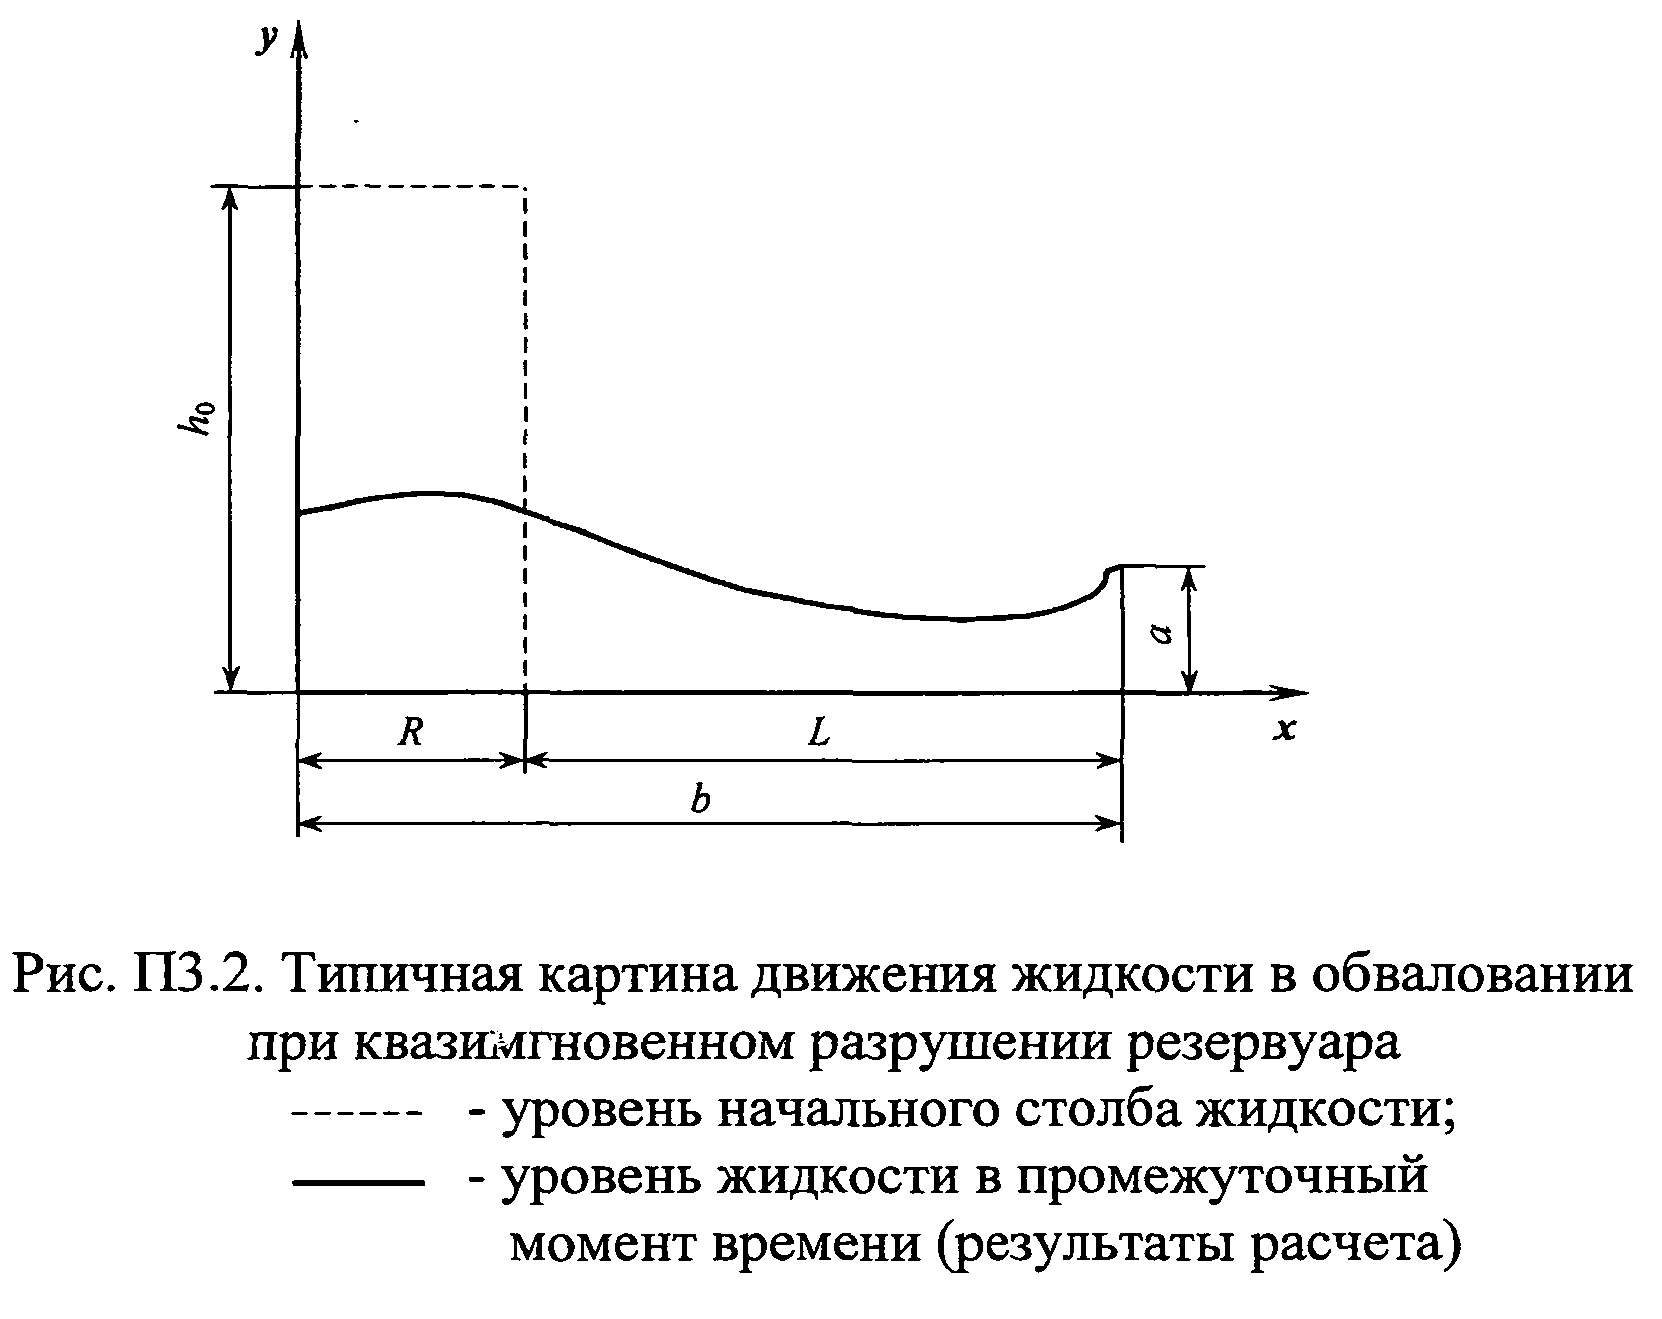 y
h₀
a
R
L
x
b
Рис. П3.2. Типичная картина движения жидкости в обваловании
при квазимгновенном разрушении резервуара
------ - уровень начального столба жидкости;
—— - уровень жидкости в промежуточный
момент времени (результаты расчета)